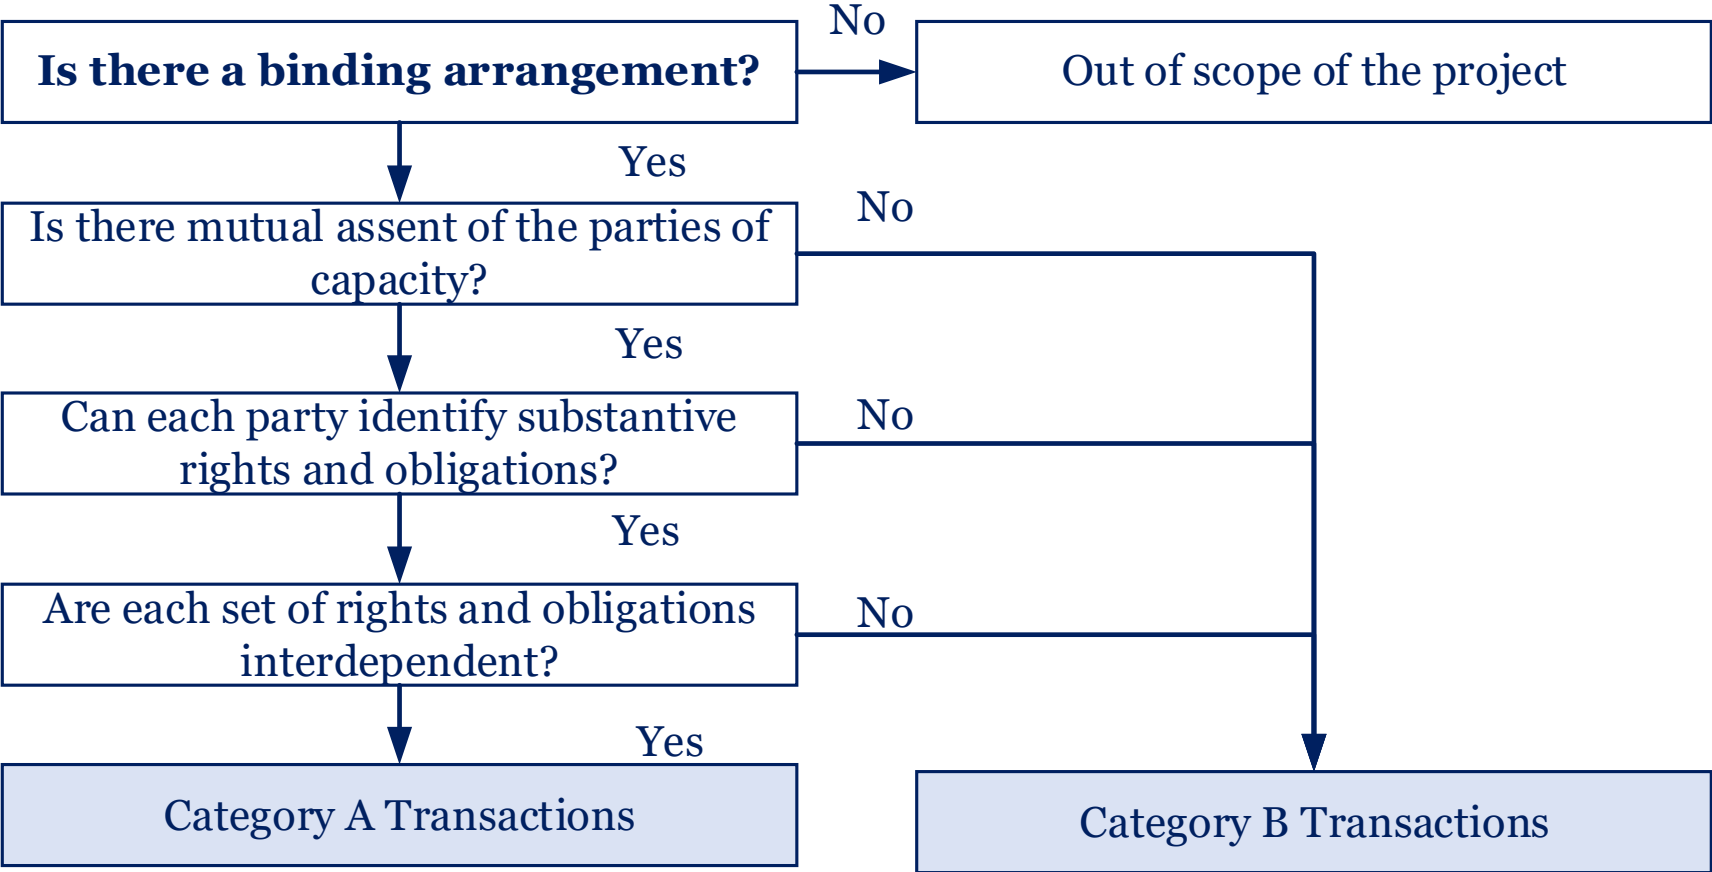 No
Is there a binding arrangement?
Out of scope of the project
Yes
Is there mutual assent of the parties of
capacity?
No
Yes
Can each party identify substantive
rights and obligations?
No
Yes
Are each set of rights and obligations
interdependent?
No
Yes
Category A Transactions
Category B Transactions